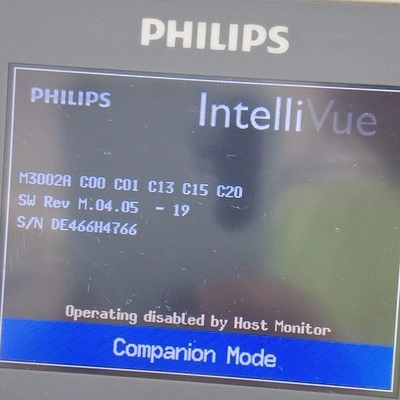 PHILIPS
PHILIPS IntelliVue
M3002A C00 C01 C13 C15 C20
SW Rev M.04.05 - 19
S/N DE466H4766
Operating disabled by Host Monitor
Companion Mode